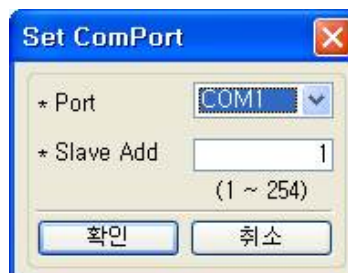 Set ComPort
* Port COM1
* Slave Add 1
(1 ~ 254)
확인 취소